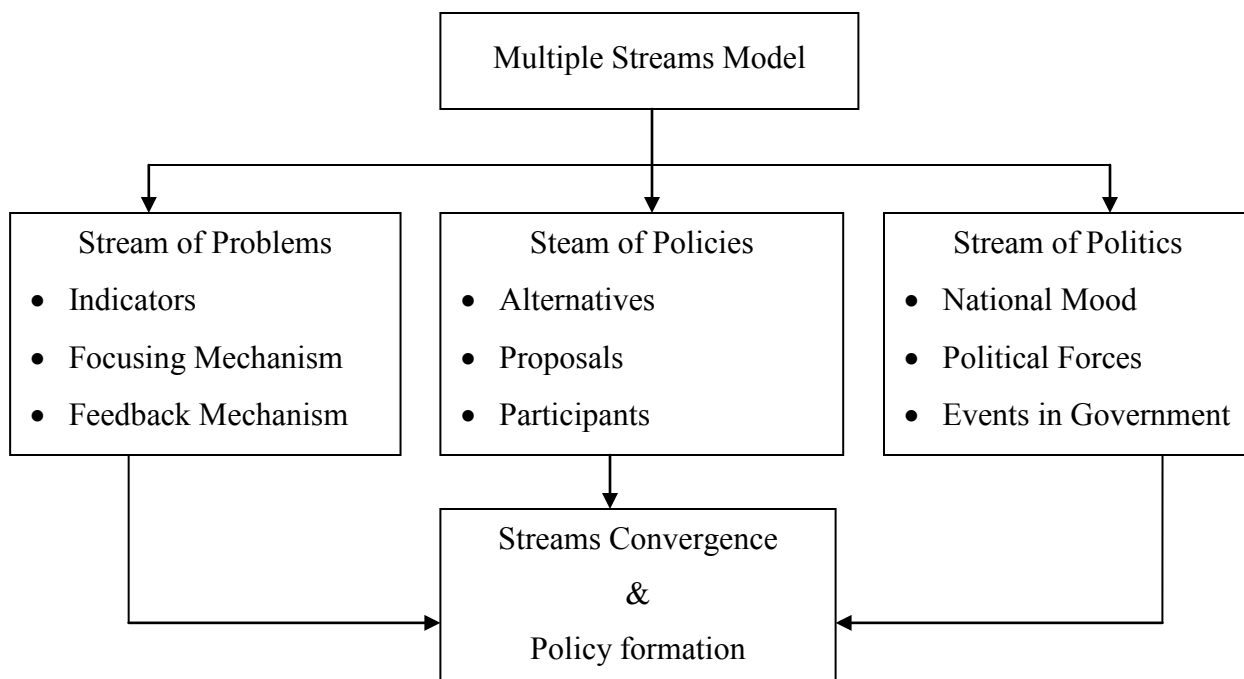 Multiple Streams Model
Stream of Problems
• Indicators
• Focusing Mechanism
• Feedback Mechanism
Steam of Policies
• Alternatives
• Proposals
• Participants
Stream of Politics
• National Mood
• Political Forces
• Events in Government
Streams Convergence
&
Policy formation